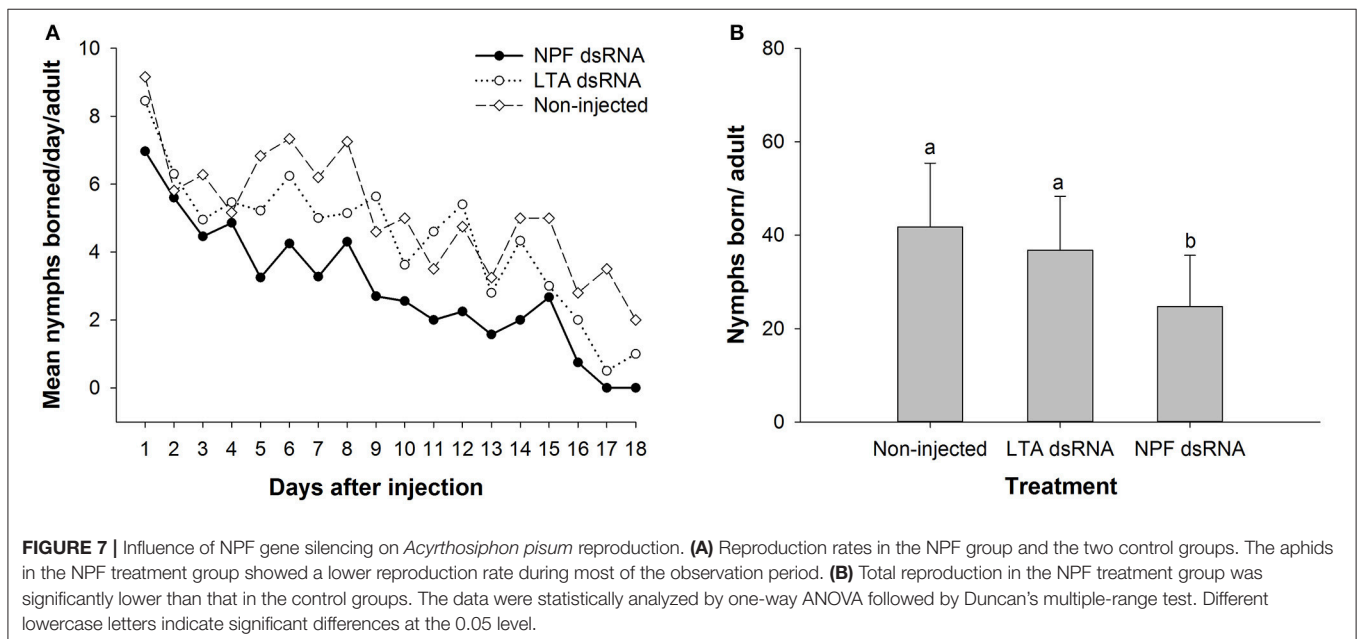 A
10
8
6
4
2
0
Mean nymphs borned/day/adult
NPF dsRNA
LTA dsRNA
Non-injected
1 2 3 4 5 6 7 8 9 10 11 12 13 14 15 16 17 18
Days after injection
B
80
60
40
20
0
Nymphs born/ adult
a
a
b
Non-injected LTA dsRNA NPF dsRNA
Treatment
FIGURE 7 | Influence of NPF gene silencing on Acyrthosiphon pisum reproduction. (A) Reproduction rates in the NPF group and the two control groups. The aphids
in the NPF treatment group showed a lower reproduction rate during most of the observation period. (B) Total reproduction in the NPF treatment group was
significantly lower than that in the control groups. The data were statistically analyzed by one-way ANOVA followed by Duncan's multiple-range test. Different
lowercase letters indicate significant differences at the 0.05 level.